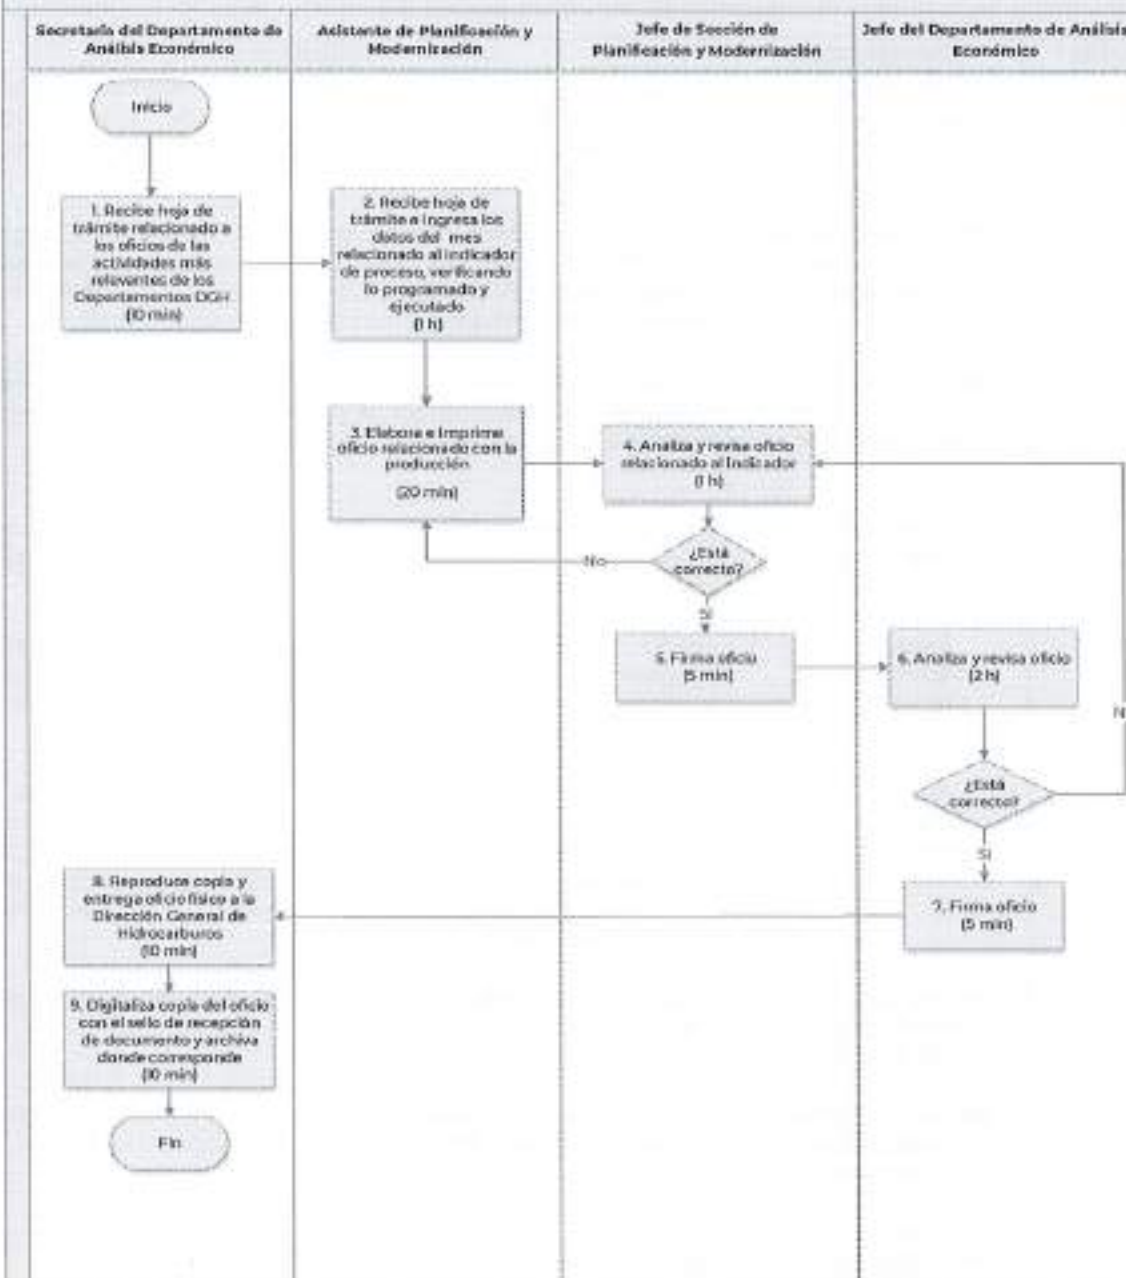 Secretaria del Departamento de
Análisis Económico
Asistente de Planificación y
Modernización
Jefe de Sección de
Planificación y Modernización
Jefe del Departamento de Análisis
Económico
Inicio
1. Recibe hoja de
trámite relacionado a
los oficios de las
actividades más
relevantes de los
Departamentos DGH
(10 min)
2. Recibe hoja de
trámite e ingresa los
datos del mes
relacionado al indicador
de proceso, verificando
lo programado y
ejecutado
(1 h)
3. Elabora e Imprime
oficio relacionado con la
producción
(20 min)
4. Analiza y revisa oficio
relacionado al Indicador
(1 h)
¿Está
correcto?
No
Si
5. Firma oficio
(5 min)
6. Analiza y revisa oficio
(2 h)
N
¿Está
correcto?
Si
7. Firma oficio
(5 min)
8. Reproduce copia y
entrega oficio físico a la
Dirección General de
Hidrocarburos
(10 min)
9. Digitaliza copia del oficio
con el sello de recepción
de documento y archiva
donde corresponde
(10 min)
Fin